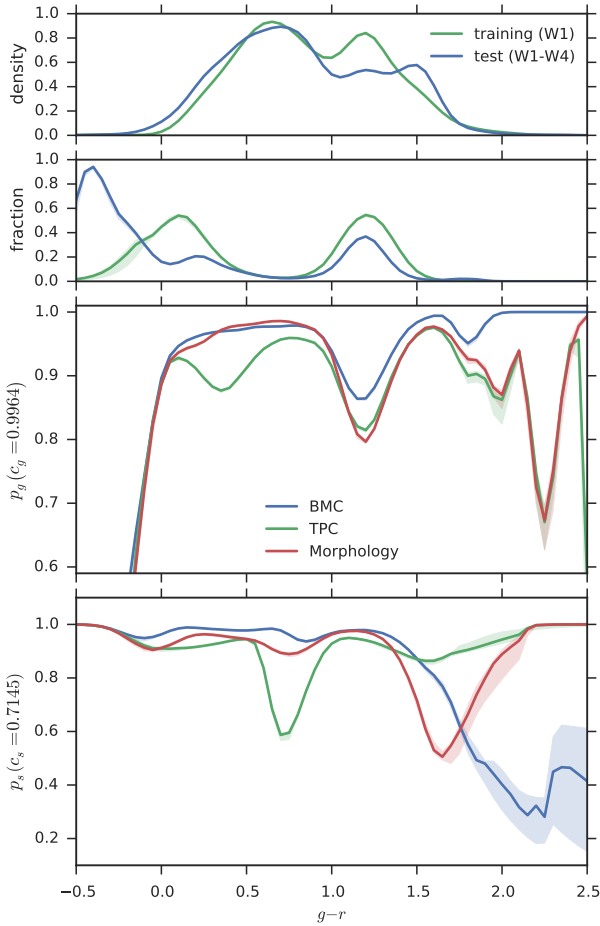 1.0
0.8
0.6
0.4
0.2
0.0
density
training (W1)
test (W1-W4)
1.0
0.8
0.6
0.4
0.2
0.0
fraction
1.0
0.9
0.8
0.7
0.6
p_g (c_g = 0.9964)
BMC
TPC
Morphology
1.0
0.8
0.6
0.4
0.2
p_s (c_s = 0.7145)
−0.5 0.0 0.5 1.0 1.5 2.0 2.5
g−r